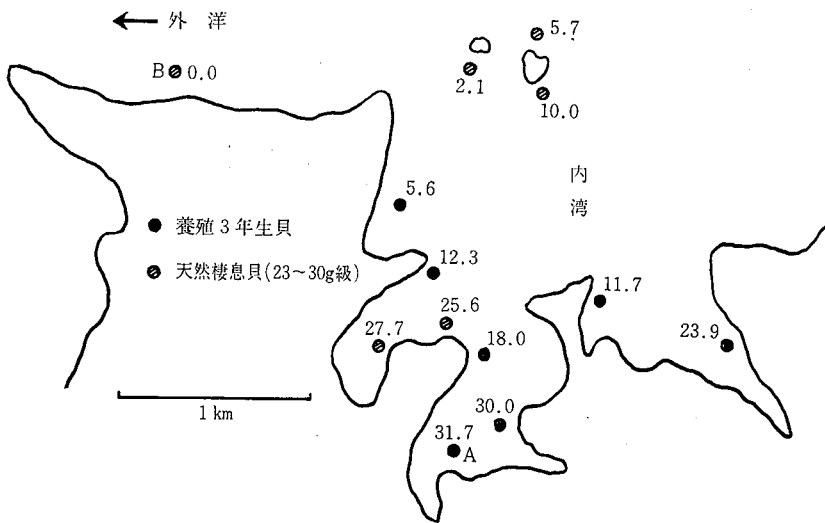 ← 外洋
5.7
B 0.0
2.1
10.0
内湾
5.6
● 養殖3年生貝
12.3
天然棲息貝(23~30g級)
11.7
25.6
27.7
18.0
23.9
1 km
30.0
31.7
A